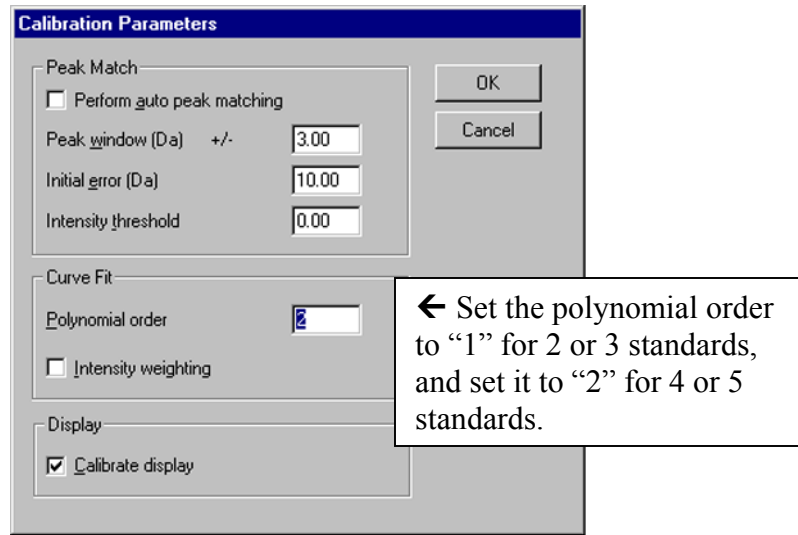 Calibration Parameters
Peak Match
Perform auto peak matching
Peak window (Da) +/- 3.00
Initial error (Da) 10.00
Intensity threshold 0.00
OK
Cancel
Curve Fit
Polynomial order 2
Intensity weighting
← Set the polynomial order
to “1” for 2 or 3 standards,
and set it to “2” for 4 or 5
standards.
Display
Calibrate display